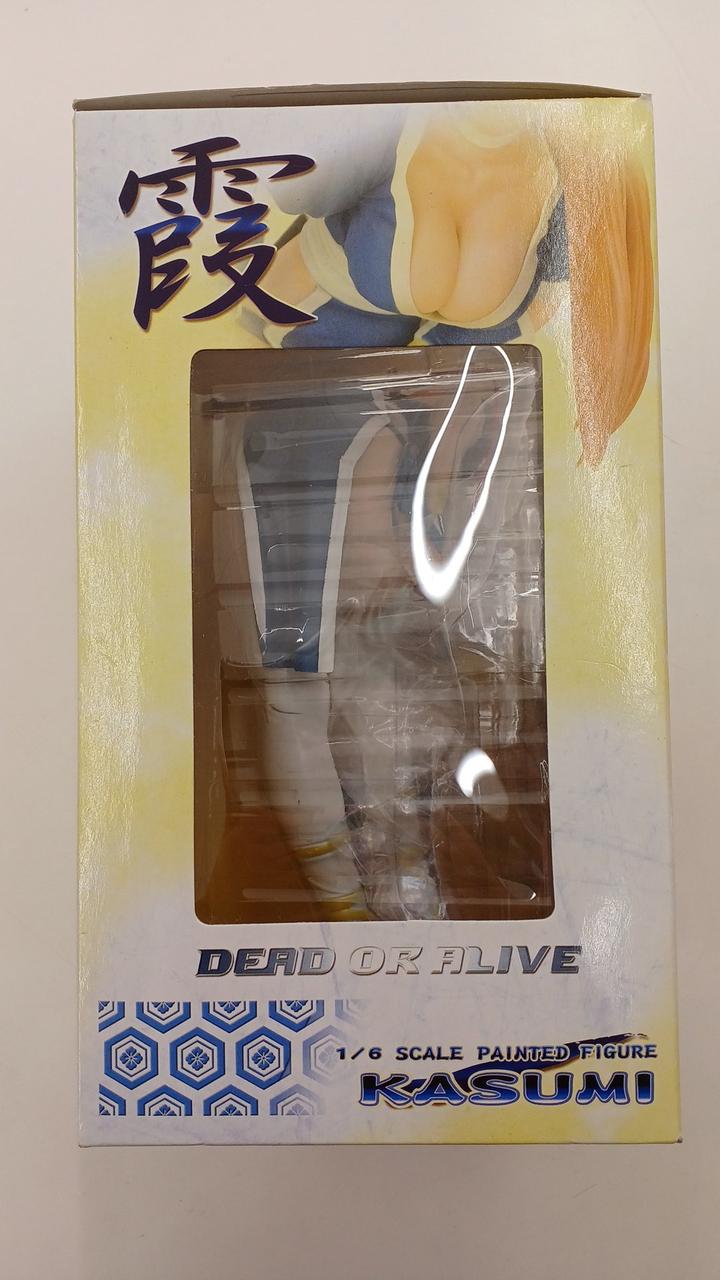 霞
DEAD OR ALIVE
1/6 SCALE PAINTED FIGURE
KASUMI